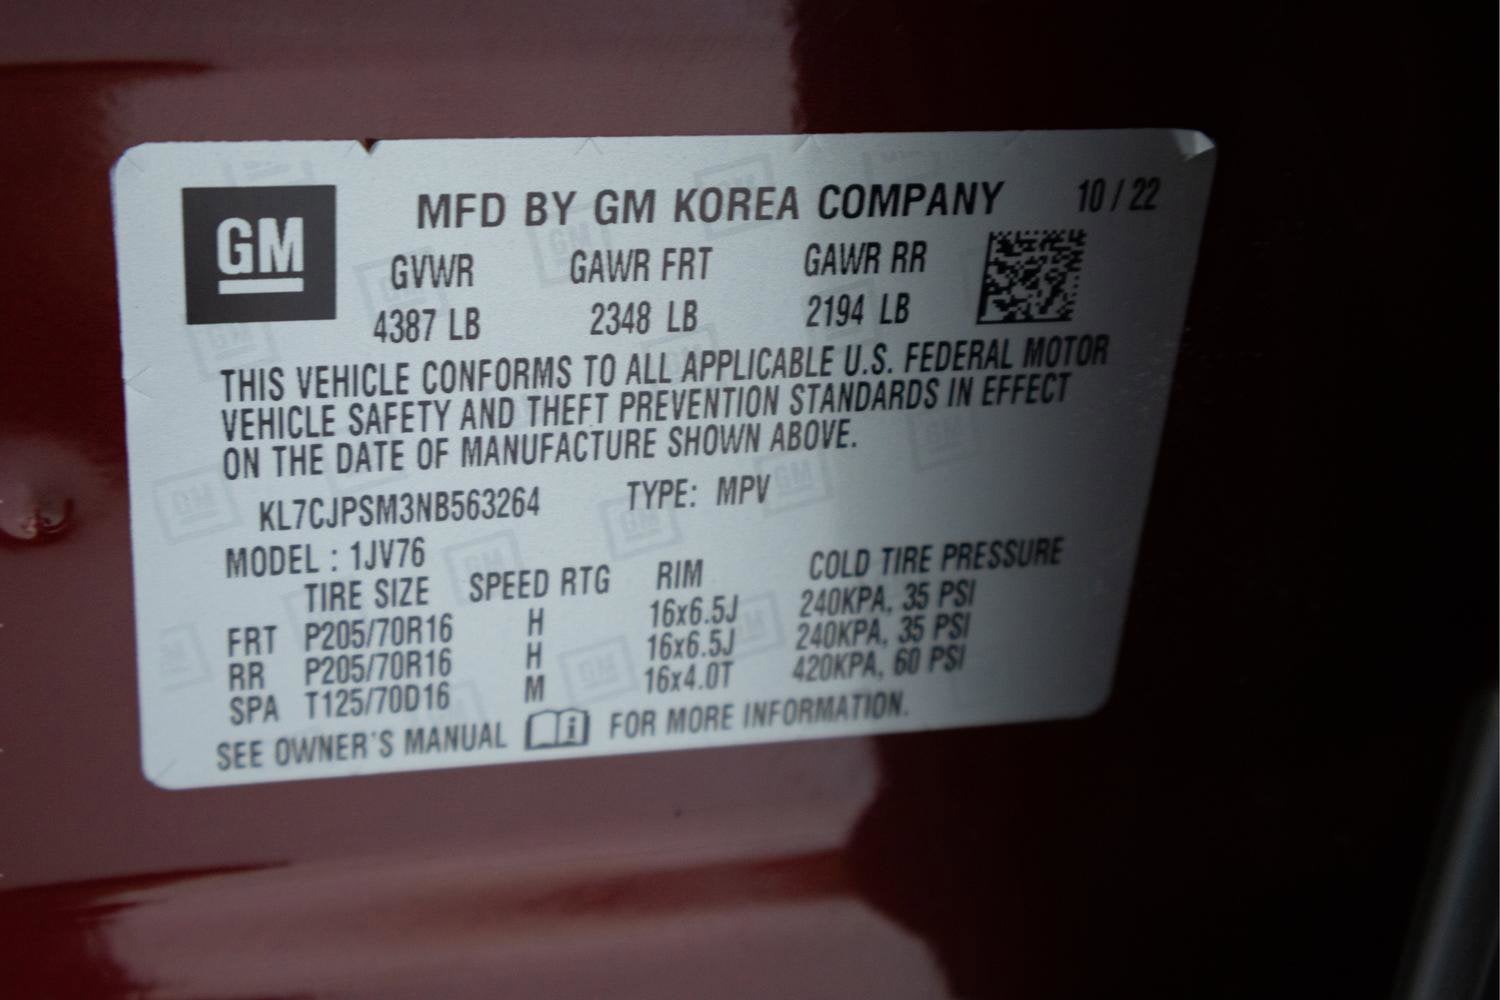 GM
MFD BY GM KOREA COMPANY 10/22
GVWR GAWR FRT GAWR RR
4387 LB 2348 LB 2194 LB
THIS VEHICLE CONFORMS TO ALL APPLICABLE U.S. FEDERAL MOTOR
VEHICLE SAFETY AND THEFT PREVENTION STANDARDS IN EFFECT
ON THE DATE OF MANUFACTURE SHOWN ABOVE.
KL7CJPSM3NB563264 TYPE: MPV
MODEL : 1JV76
TIRE SIZE SPEED RTG RIM COLD TIRE PRESSURE
FRT P205/70R16 H 16x6.5J 240KPA, 35 PSI
RR P205/70R16 H 16x6.5J 240KPA, 35 PSI
SPA T125/70D16 M 16x4.0T 420KPA, 60 PSI
SEE OWNER'S MANUAL FOR MORE INFORMATION.